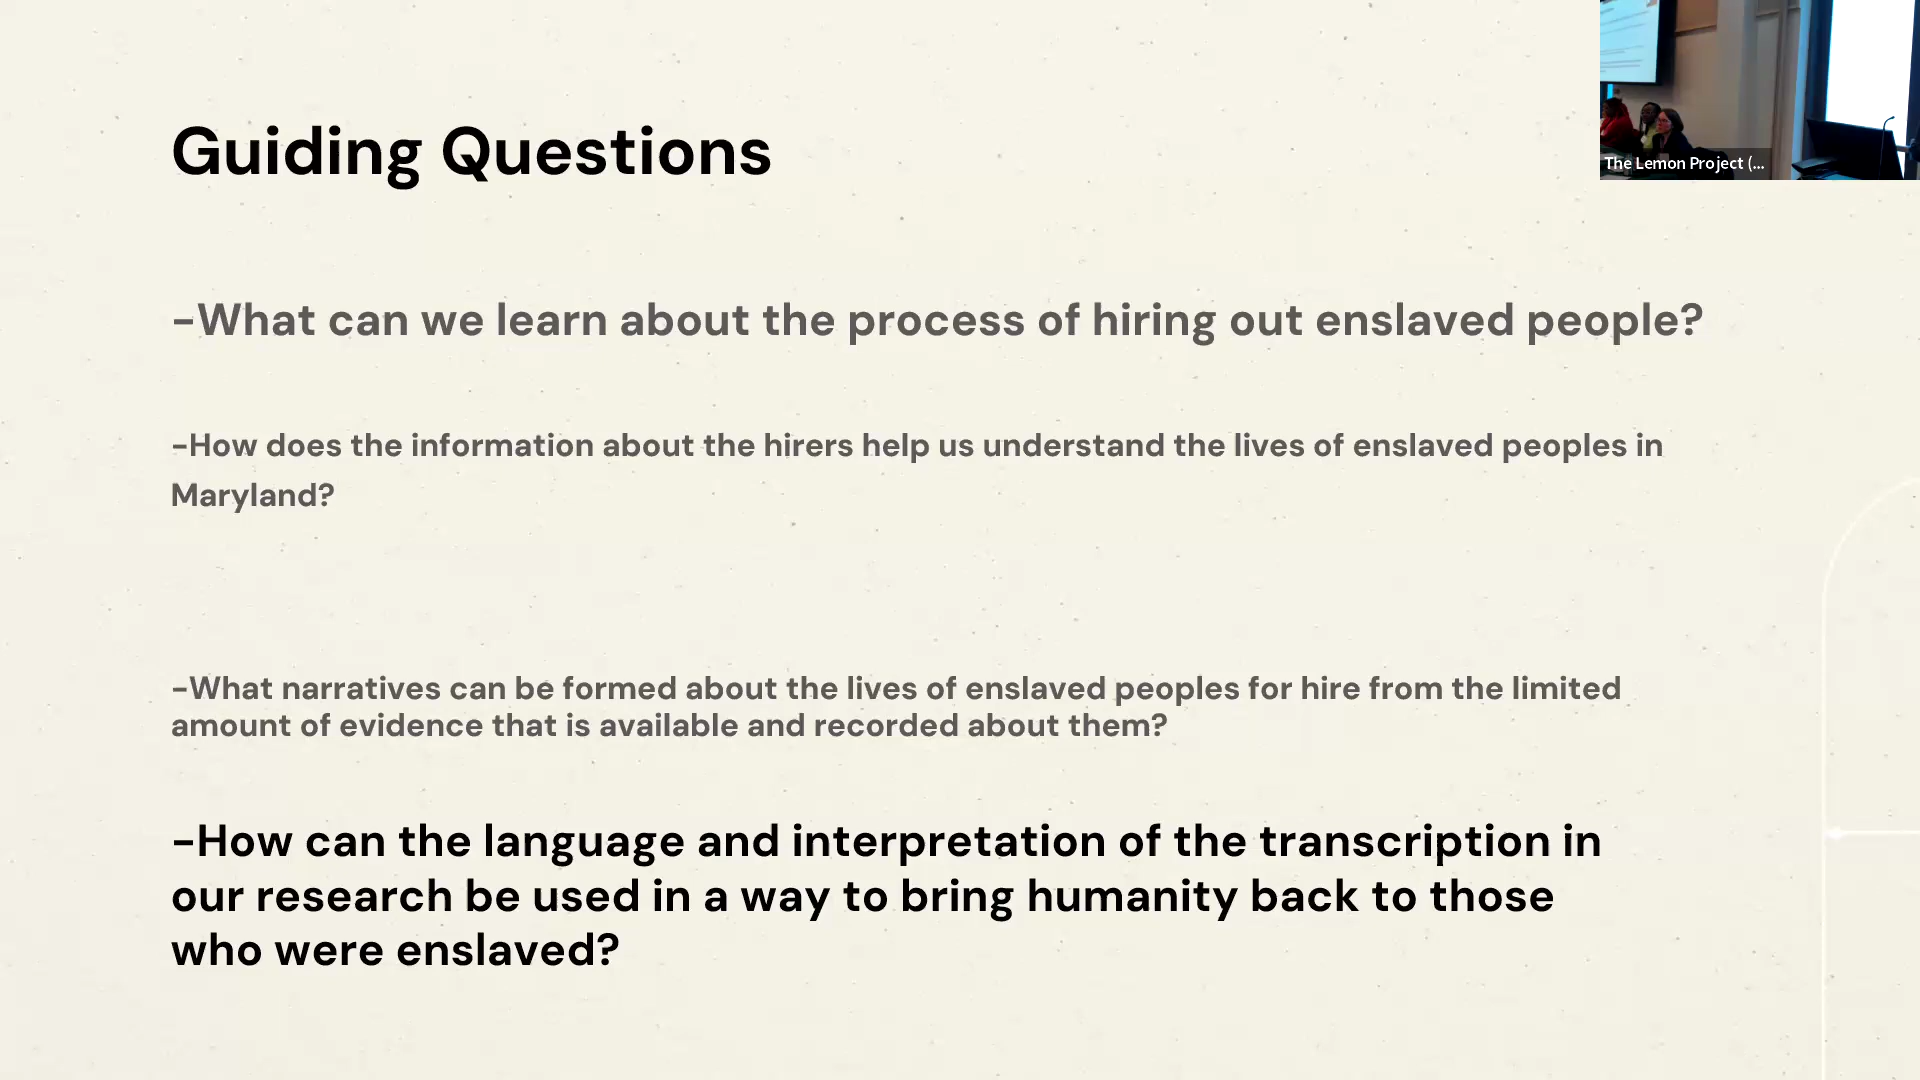 Guiding Questions
The Lemon Project (...
-What can we learn about the process of hiring out enslaved people?
-How does the information about the hirers help us understand the lives of enslaved peoples in
Maryland?
-What narratives can be formed about the lives of enslaved peoples for hire from the limited
amount of evidence that is available and recorded about them?
-How can the language and interpretation of the transcription in
our research be used in a way to bring humanity back to those
who were enslaved?